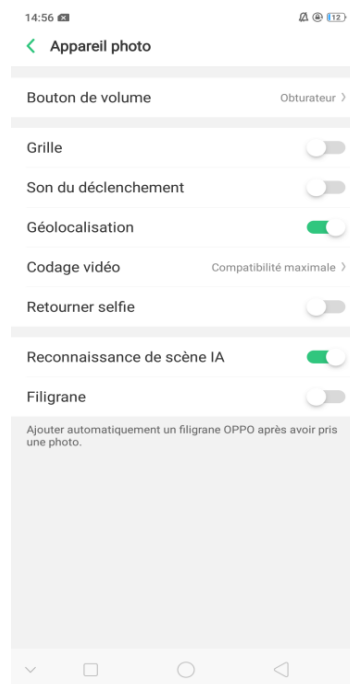 14:56
12
Appareil photo
Bouton de volume Obturateur
Grille
Son du déclenchement
Géolocalisation
Codage vidéo Compatibilité maximale
Retourner selfie
Reconnaissance de scène IA
Filigrane
Ajouter automatiquement un filigrane OPPO après avoir pris
une photo.